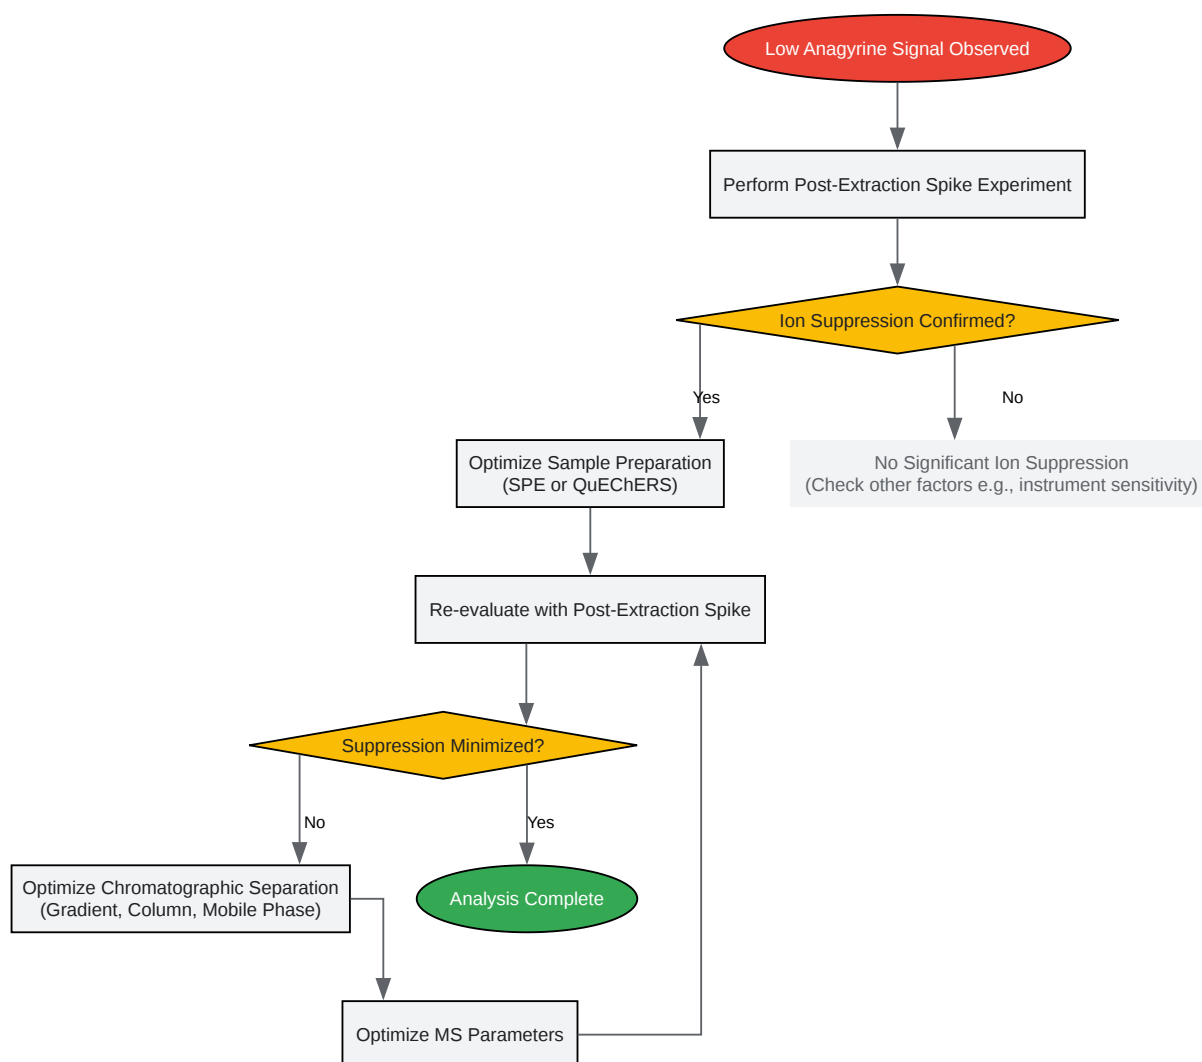 Low Anagyrine Signal Observed
Perform Post-Extraction Spike Experiment
Ion Suppression Confirmed?
Yes
No
Optimize Sample Preparation
(SPE or QuEChERS)
No Significant Ion Suppression
(Check other factors e.g., instrument sensitivity)
Re-evaluate with Post-Extraction Spike
Suppression Minimized?
No
Yes
Optimize Chromatographic Separation
(Gradient, Column, Mobile Phase)
Analysis Complete
Optimize MS Parameters